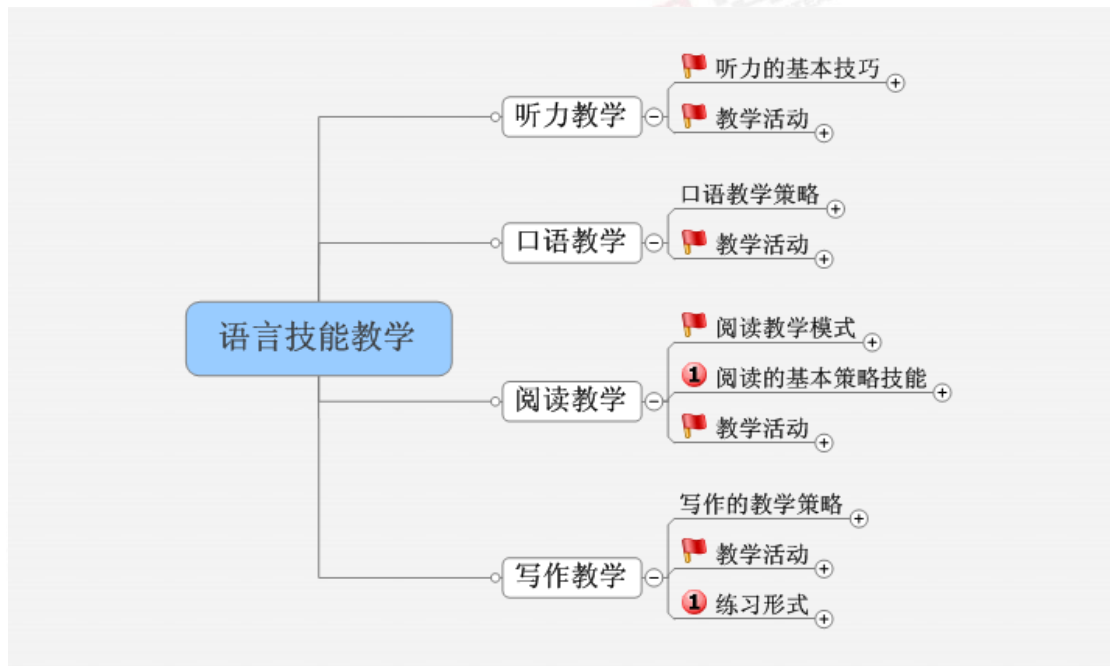 听力的基本技巧
听力教学
教学活动
口语教学策略
口语教学
教学活动
语言技能教学
阅读教学模式
1 阅读的基本策略技能
阅读教学
教学活动
写作的教学策略
教学活动
写作教学
1 练习形式